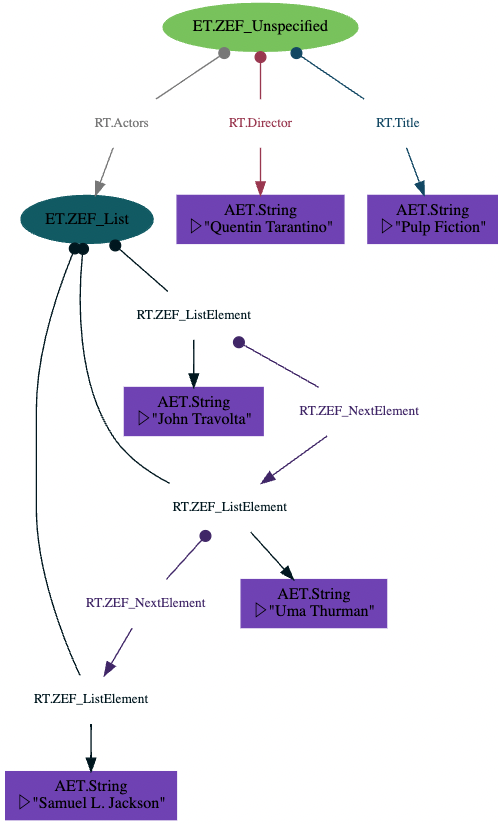 ET.ZEF_Unspecified
RT.Actors
RT.Director
RT.Title
ET.ZEF_List
AET.String
▷"Quentin Tarantino"
AET.String
▷"Pulp Fiction"
RT.ZEF_ListElement
AET.String
▷"John Travolta"
RT.ZEF_NextElement
RT.ZEF_ListElement
AET.String
▷"Uma Thurman"
RT.ZEF_NextElement
RT.ZEF_ListElement
AET.String
▷"Samuel L. Jackson"